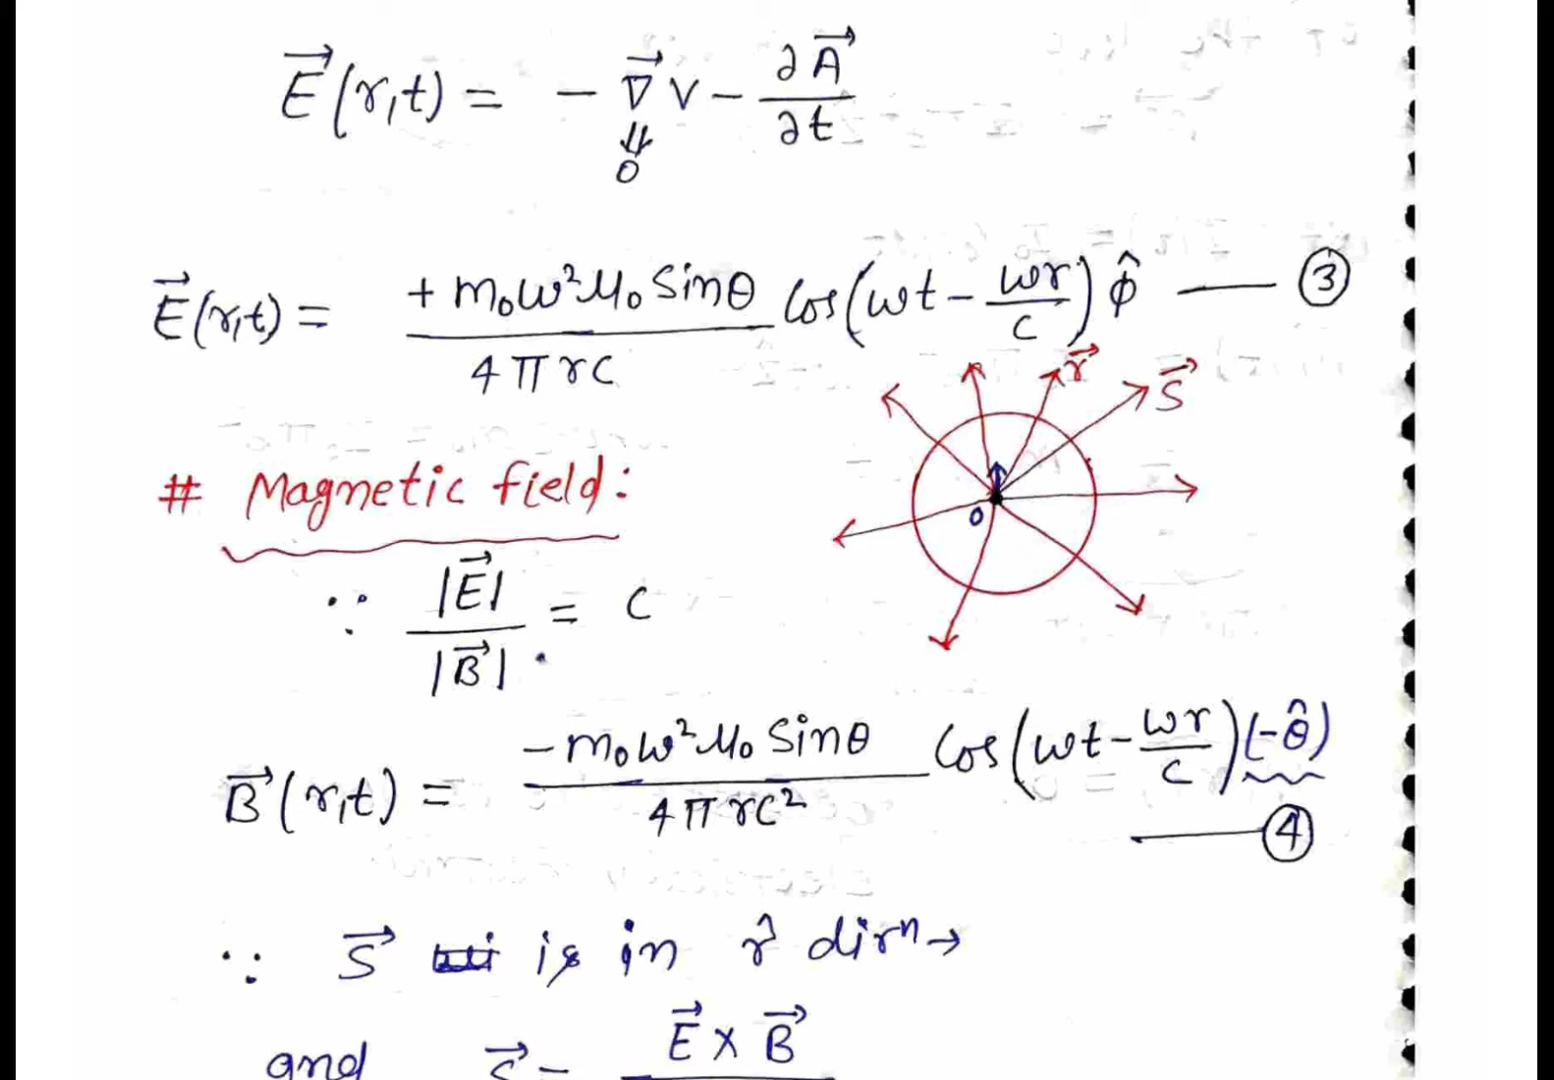 E⃗(r,t) = - ∇⃗V - ∂A⃗/∂t
⇓
0
E⃗(r,t) = +m₀ω²μ₀ Sinθ / 4πrc Cos(ωt - ωr/c) φ̂ — ③
r⃗
S⃗
# Magnetic field:
0
∵ |E⃗| / |B⃗| = c
B⃗(r,t) = -m₀ω²μ₀ Sinθ / 4πrc² Cos(ωt - ωr/c)(-θ̂)
— ④
∵ S⃗ is in r̂ dirⁿ→
and S⃗ = E⃗ × B⃗